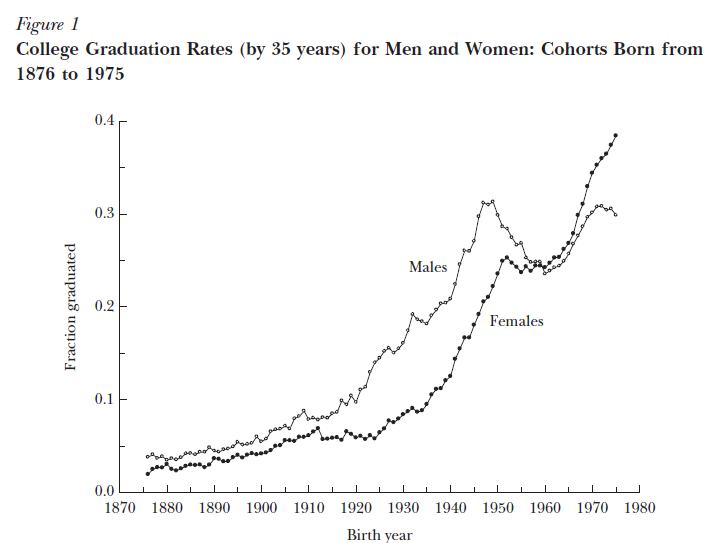 Figure 1
College Graduation Rates (by 35 years) for Men and Women: Cohorts Born from
1876 to 1975
0.4
0.3
Males
Fraction graduated
0.2
Females
0.1
0.0
1870 1880 1890 1900 1910 1920 1930 1940 1950 1960 1970 1980
Birth year